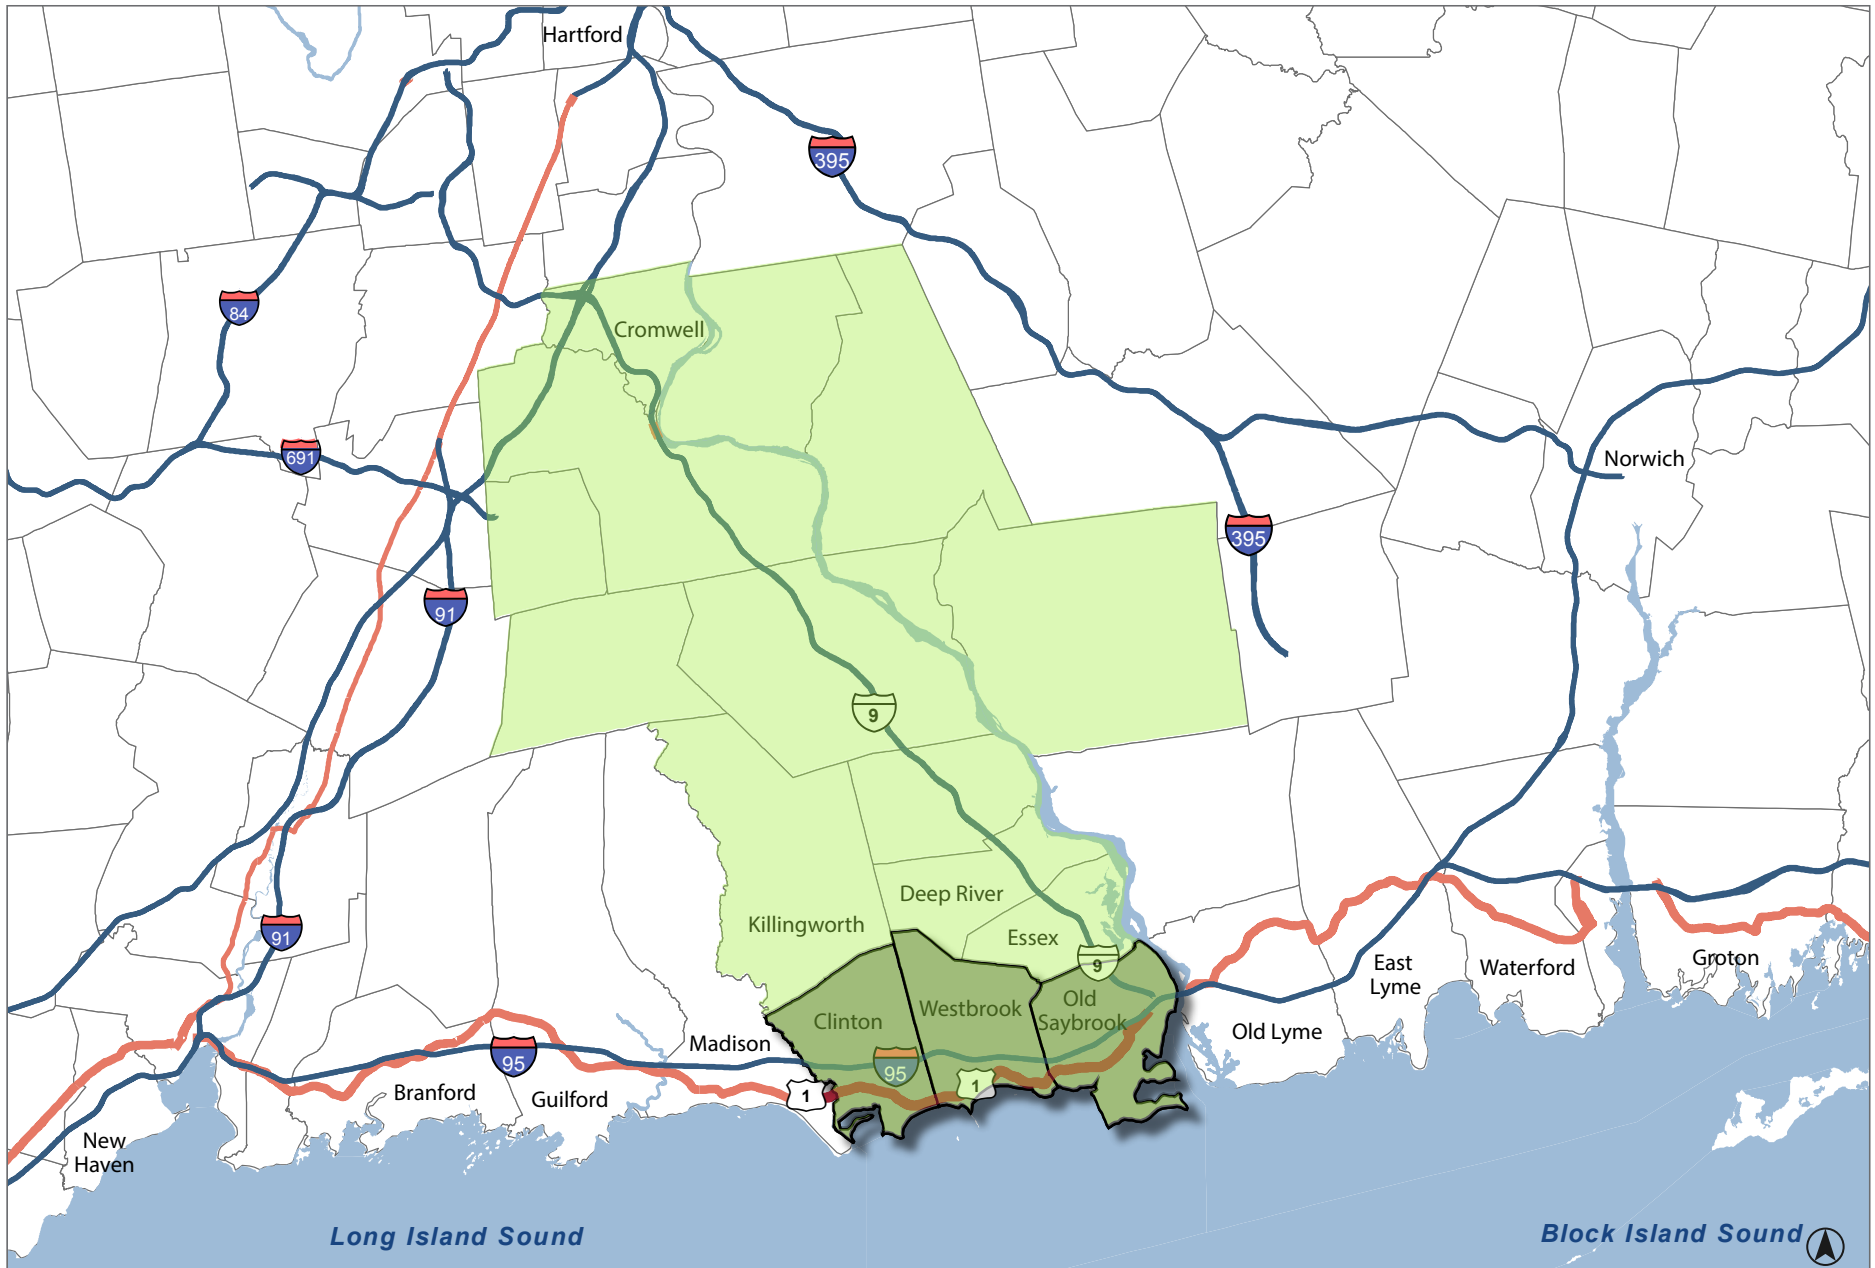 Hartford
395
84
Cromwell
691
Norwich
395
91
9
Deep River
Killingworth
91
Essex
9
East
Lyme
Waterford
Groton
Old
Saybrook
Westbrook
Clinton
Old Lyme
Madison
95
95
1
1
Branford
Guilford
New
Haven
Long Island Sound
Block Island Sound